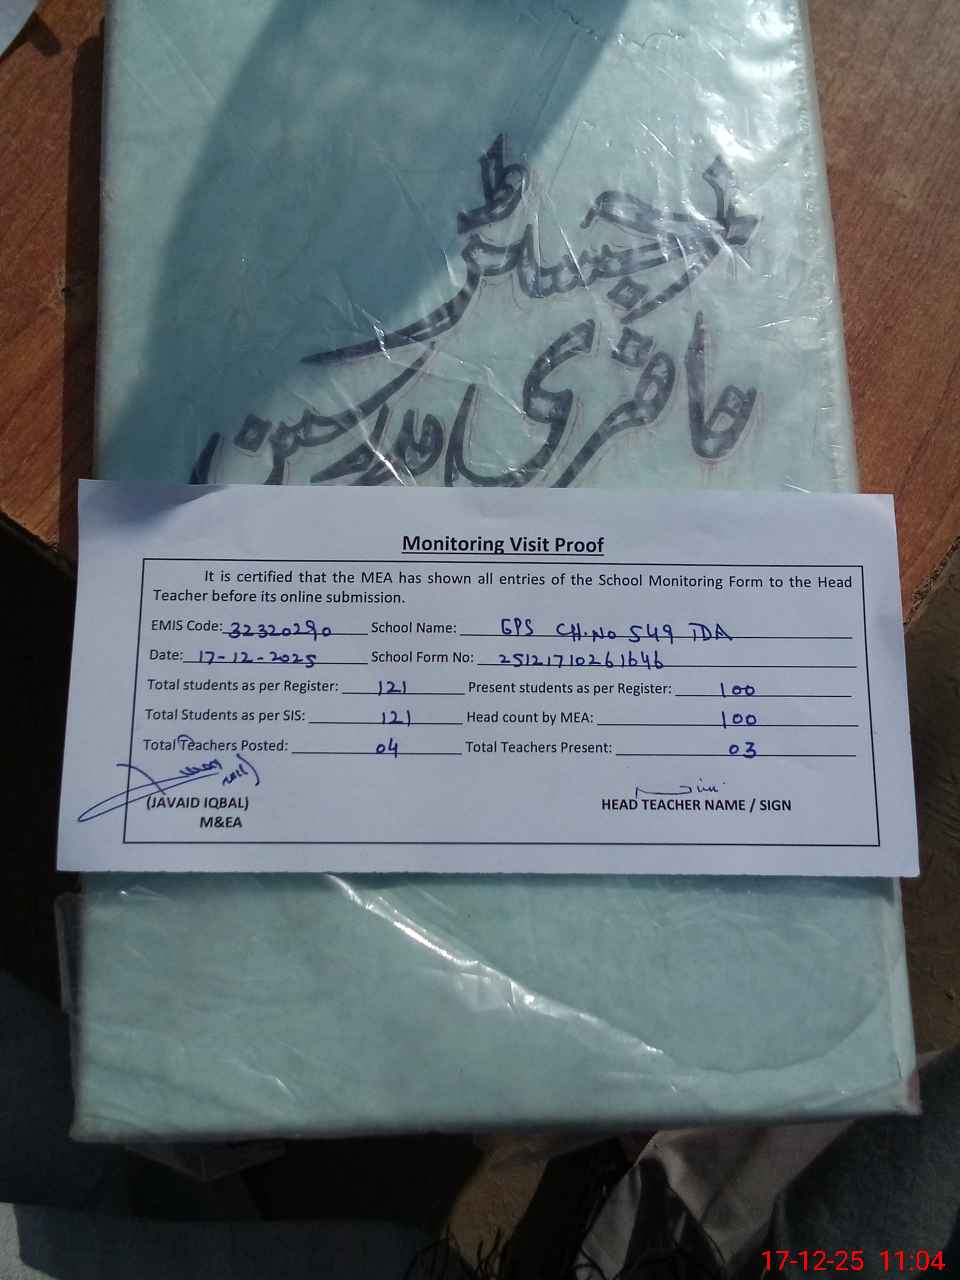 رجسٹر
حاضری مدرسین
Monitoring Visit Proof
It is certified that the MEA has shown all entries of the School Monitoring Form to the Head
Teacher before its online submission.
EMIS Code: 32320290 School Name: GPS CH.No 549 TDA
Date: 17-12-2025 School Form No: 25121710261646
Total students as per Register: 121 Present students as per Register: 100
Total Students as per SIS: 121 Head count by MEA: 100
Total Teachers Posted: 04 Total Teachers Present: 03
(JAVAID IQBAL) HEAD TEACHER NAME / SIGN
M&EA
17-12-25 11:04